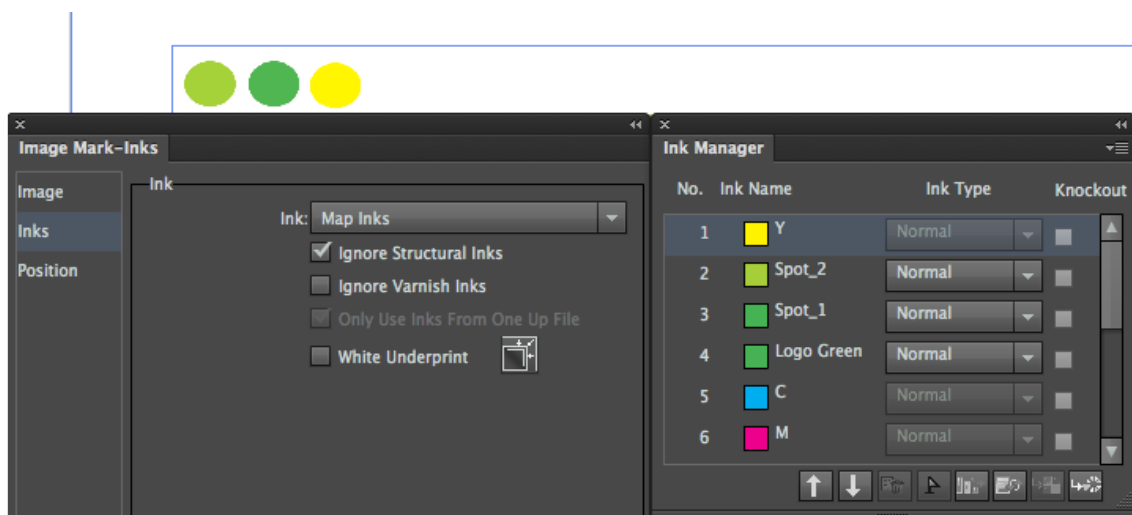 Image Mark-Inks
Image
Inks
Position
Ink
Ink: Map Inks
Ignore Structural Inks
Ignore Varnish Inks
Only Use Inks From One Up File
White Underprint
Ink Manager
No. Ink Name Ink Type Knockout
1 Y Normal
2 Spot_2 Normal
3 Spot_1 Normal
4 Logo Green Normal
5 C Normal
6 M Normal